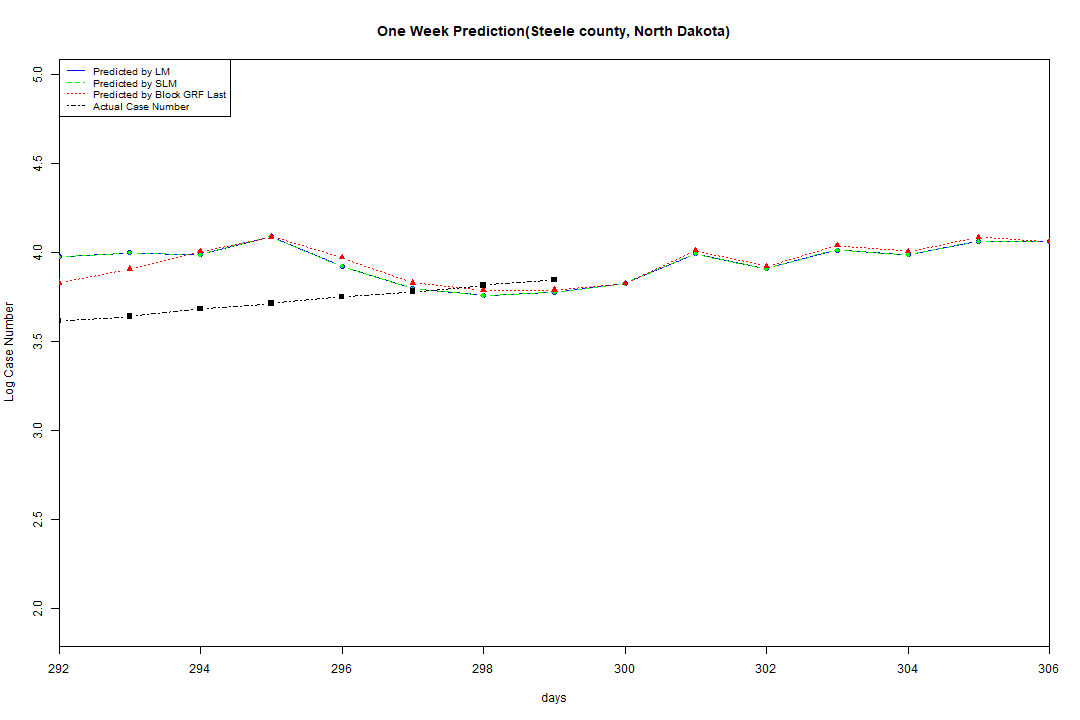 One Week Prediction(Steele county, North Dakota)
Predicted by LM
Predicted by SLM
Predicted by Block GRF Last
Actual Case Number
5.0
4.5
4.0
3.5
3.0
2.5
2.0
Log Case Number
292 294 296 298 300 302 304 306
days